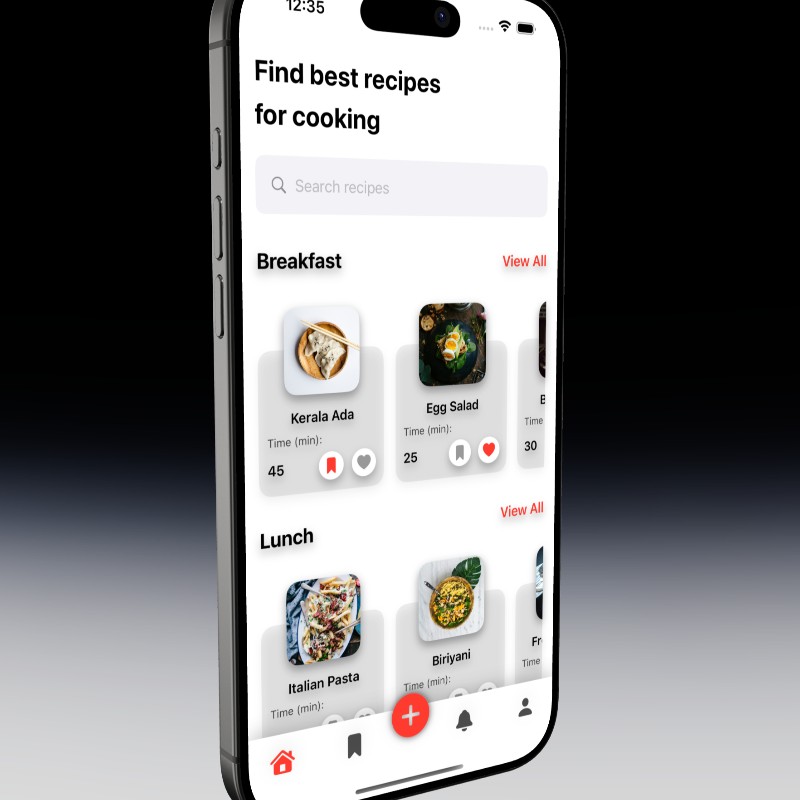 12:35
Find best recipes
for cooking
Search recipes
Breakfast
View All
Kerala Ada
Egg Salad
Time (min):
Time (min):
Time
45
25
30
View All
Lunch
Italian Pasta
Biriyani
Time (min):
Time (min):
Time